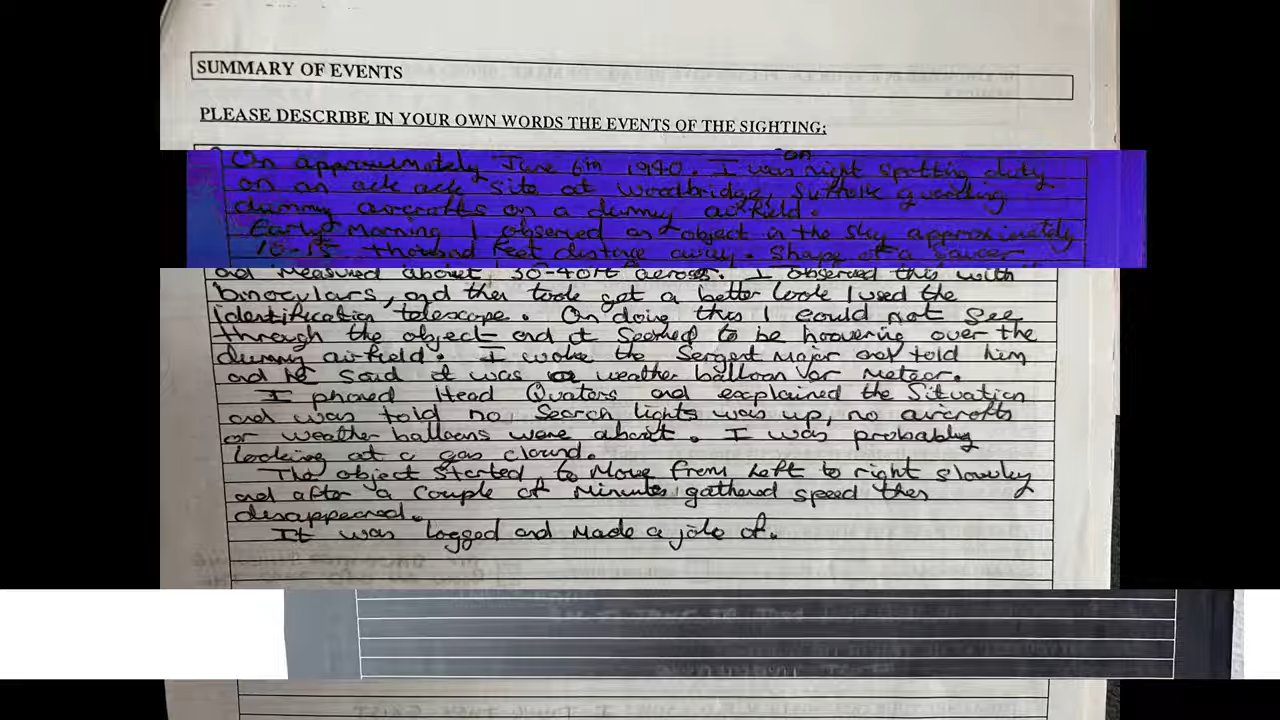 SUMMARY OF EVENTS
PLEASE DESCRIBE IN YOUR OWN WORDS THE EVENTS OF THE SIGHTING:
on
On approximately June 6th 1940. I was night spotting duty
on an ack ack site at Woodbridge, Suffolk guarding
dummy aircrafts on a dummy airfield.
Early morning I observed an object in the sky approximately
10-15 thousand feet distance away. Shape of a saucer
and measured about 30-40ft across. I observed this with
binoculars, and then took get a better look I used the
identification telescope. On doing this I could not see
through the object and it seemed to be hoovering over the
dummy airfield. I woke the Sergent Major and told him
and he said it was weather balloon or meteor.
I phoned Head Quaters and explained the Situation
and was told no Search lights was up, no aircrafts
or weather balloons were about. I was probably
looking at a gas clound.
The object started to move from left to right slowley
and after a couple of minutes gathered speed then
disappeared.
It was logged and made a joke of.